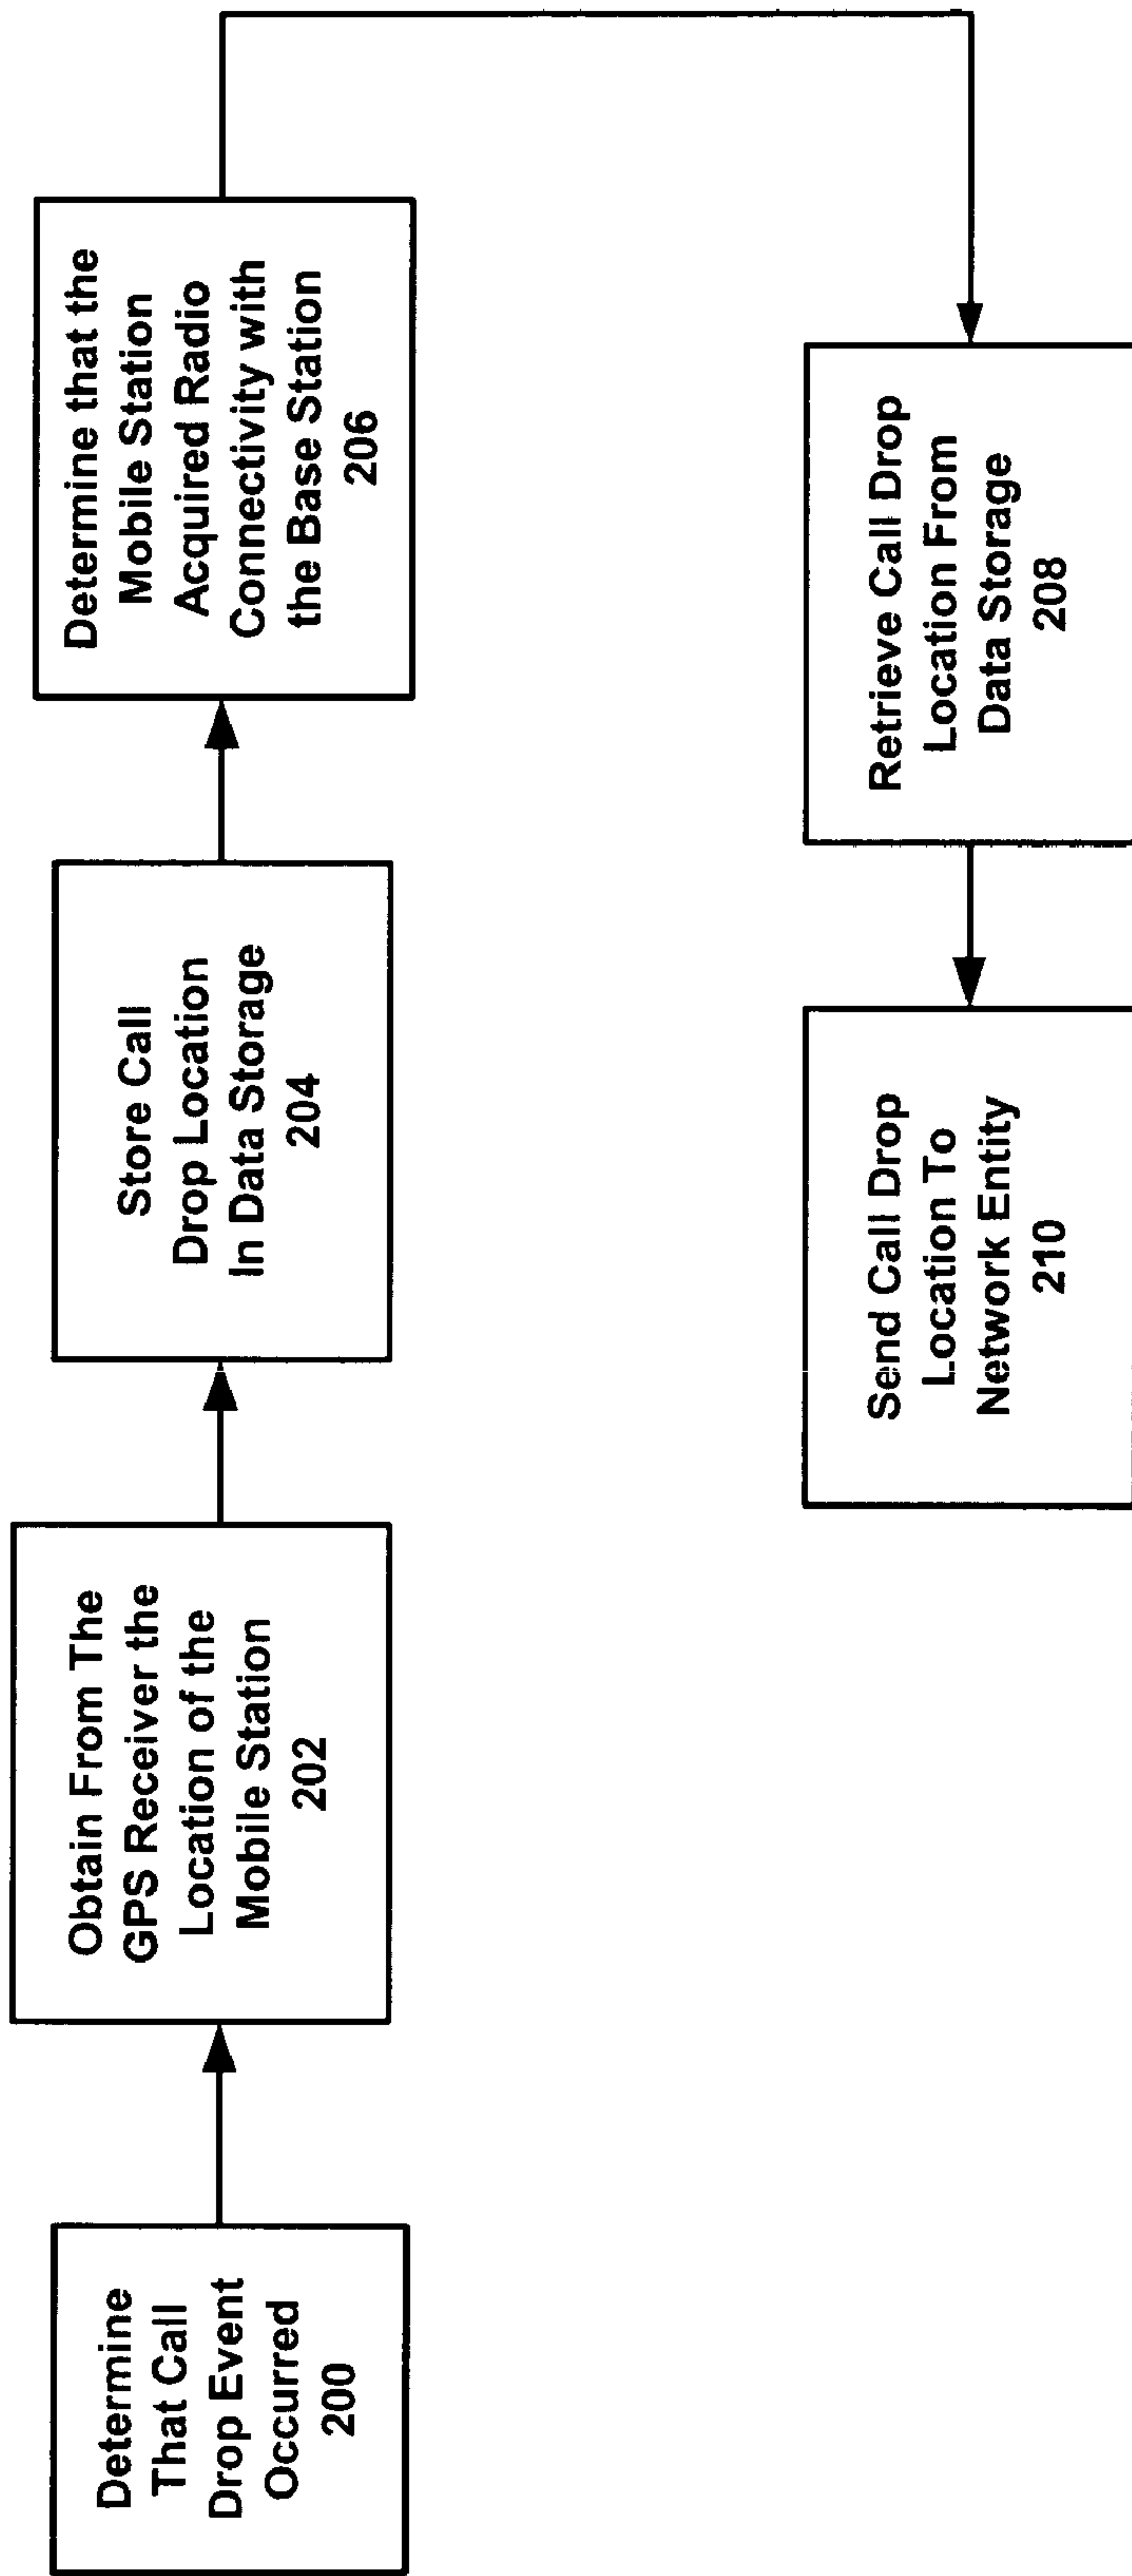 Determine
That Call
Drop Event
Occurred
200
Obtain From The
GPS Receiver the
Location of the
Mobile Station
202
Store Call
Drop Location
In Data Storage
204
Determine that the
Mobile Station
Acquired Radio
Connectivity with
the Base Station
206
Retrieve Call Drop
Location From
Data Storage
208
Send Call Drop
Location To
Network Entity
210